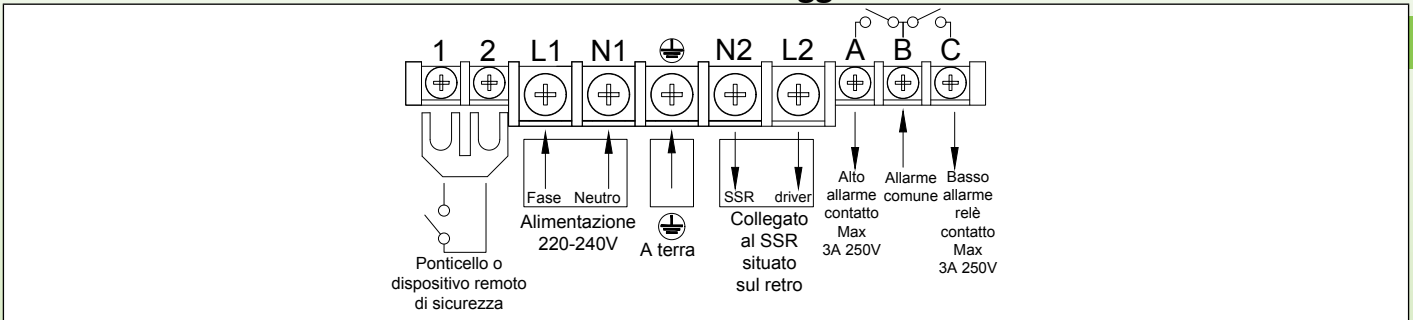 1 2 L1 N1 N2 L2 A B C
Fase Neutro
Alimentazione
220-240V
A terra
SSR driver
Collegato
al SSR
situato
sul retro
Alto
allarme
contatto
Max
3A 250V
Allarme
comune
Basso
allarme
relè
contatto
Max
3A 250V
Ponticello o
dispositivo remoto
di sicurezza